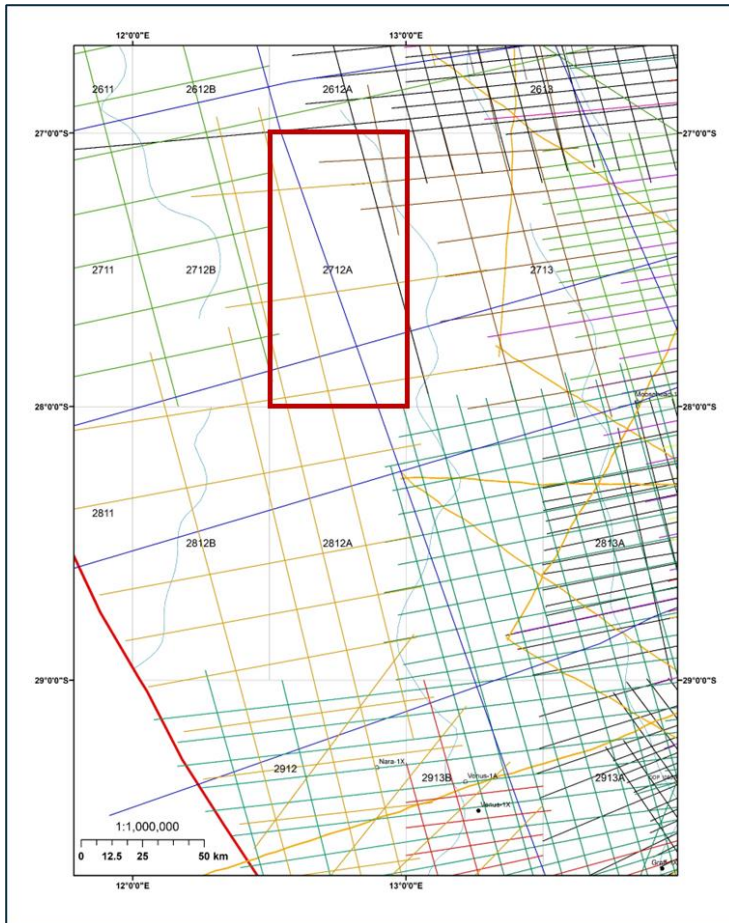 12°0'0"E 13°0'0"E
2611 2612B 2612A 2613
27°0'0"S 27°0'0"S
2711 2712B 2712A 2713
Moosehead-1
28°0'0"S 28°0'0"S
2811
2812B 2812A 2813A
29°0'0"S 29°0'0"S
2912 Nara-1X
2913B Venus-1A 2913A
Venus-1X
1:1,000,000
0 12.5 25 50 km
12°0'0"E 13°0'0"E